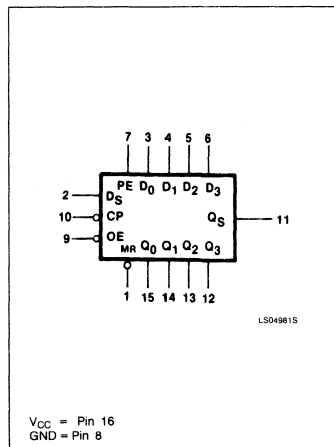 7 3 4 5 6
PE D0 D1 D2 D3
2
DS
10 CP
QS 11
9 OE
MR Q0 Q1 Q2 Q3
1 15 14 13 12
LS04981S
VCC = Pin 16
GND = Pin 8